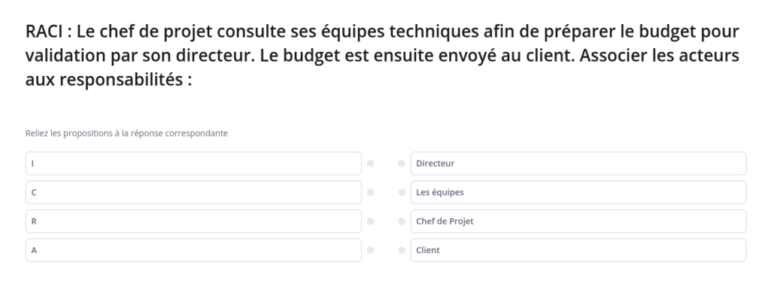 RACI : Le chef de projet consulte ses équipes techniques afin de préparer le budget pour
validation par son directeur. Le budget est ensuite envoyé au client. Associer les acteurs
aux responsabilités :
Reliez les propositions à la réponse correspondante
I
Directeur
C
Les équipes
R
Chef de Projet
A
Client